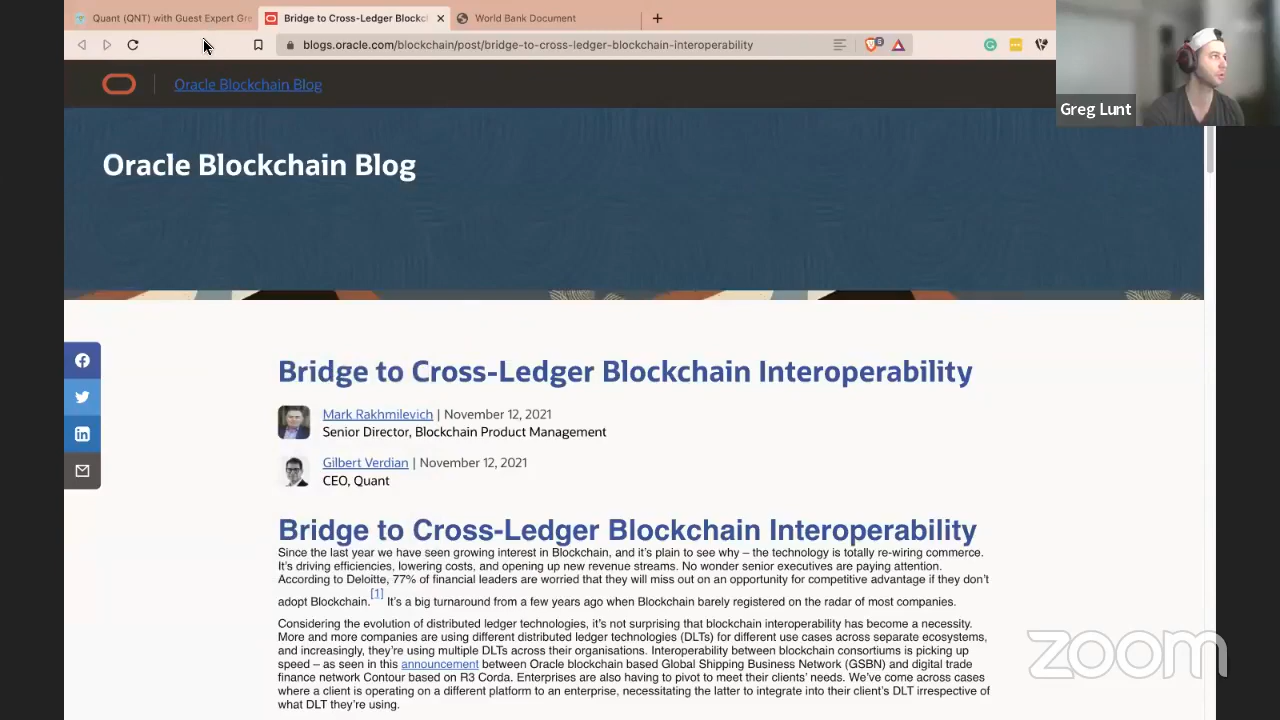 Quant (QNT) with Guest Expert Gre
Bridge to Cross-Ledger Blockc
World Bank Document
blogs.oracle.com/blockchain/post/bridge-to-cross-ledger-blockchain-interoperability
Greg Lunt
Oracle Blockchain Blog
Oracle Blockchain Blog
Bridge to Cross-Ledger Blockchain Interoperability
Mark Rakhmilevich | November 12, 2021
Senior Director, Blockchain Product Management
Gilbert Verdian | November 12, 2021
CEO, Quant
Bridge to Cross-Ledger Blockchain Interoperability
Since the last year we have seen growing interest in Blockchain, and it's plain to see why – the technology is totally re-wiring commerce.
It's driving efficiencies, lowering costs, and opening up new revenue streams. No wonder senior executives are paying attention.
According to Deloitte, 77% of financial leaders are worried that they will miss out on an opportunity for competitive advantage if they don't
adopt Blockchain.[1] It's a big turnaround from a few years ago when Blockchain barely registered on the radar of most companies.
Considering the evolution of distributed ledger technologies, it's not surprising that blockchain interoperability has become a necessity.
More and more companies are using different distributed ledger technologies (DLTs) for different use cases across separate ecosystems,
and increasingly, they're using multiple DLTs across their organisations. Interoperability between blockchain consortiums is picking up
speed – as seen in this announcement between Oracle blockchain based Global Shipping Business Network (GSBN) and digital trade
finance network Contour based on R3 Corda. Enterprises are also having to pivot to meet their clients' needs. We've come across cases
where a client is operating on a different platform to an enterprise, necessitating the latter to integrate into their client's DLT irrespective of
what DLT they're using.
zoom